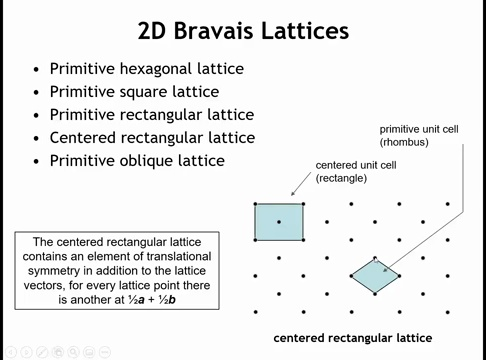 2D Bravais Lattices
• Primitive hexagonal lattice
• Primitive square lattice
• Primitive rectangular lattice
• Centered rectangular lattice
• Primitive oblique lattice
primitive unit cell
(rhombus)
centered unit cell
(rectangle)
The centered rectangular lattice
contains an element of translational
symmetry in addition to the lattice
vectors, for every lattice point there
is another at ½a + ½b
centered rectangular lattice